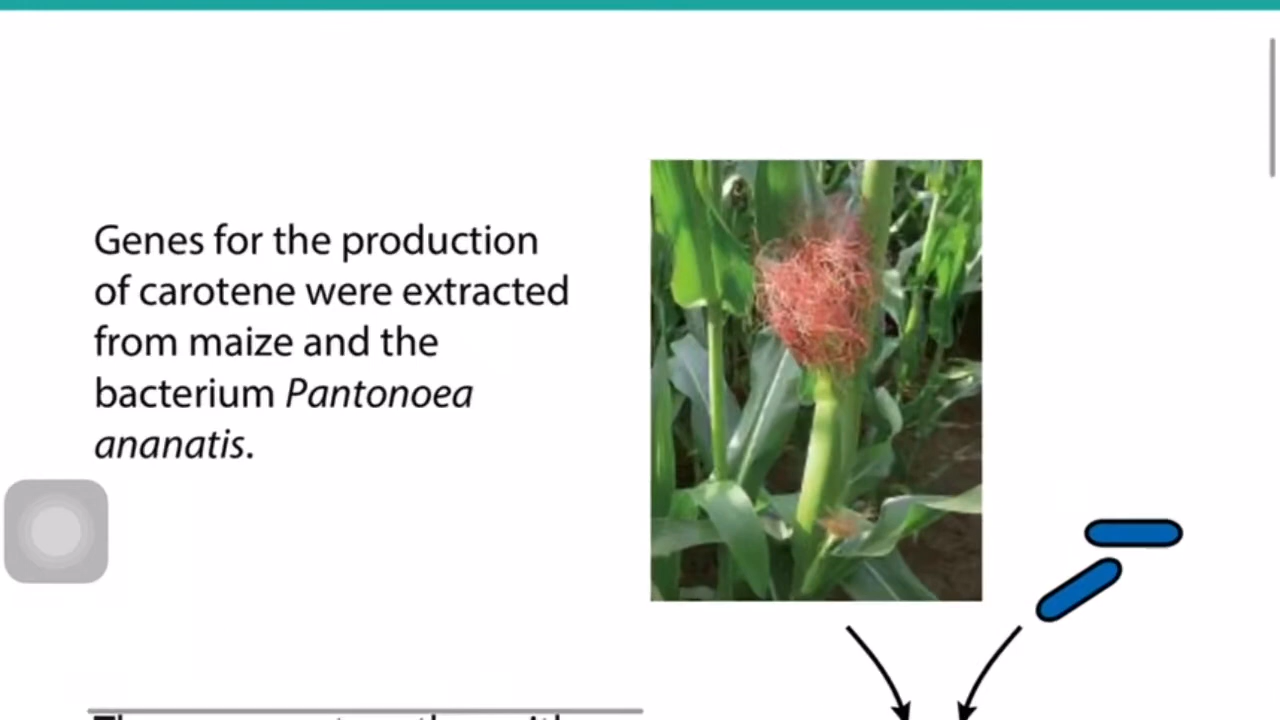 Genes for the production
of carotene were extracted
from maize and the
bacterium Pantonoea
ananatis.